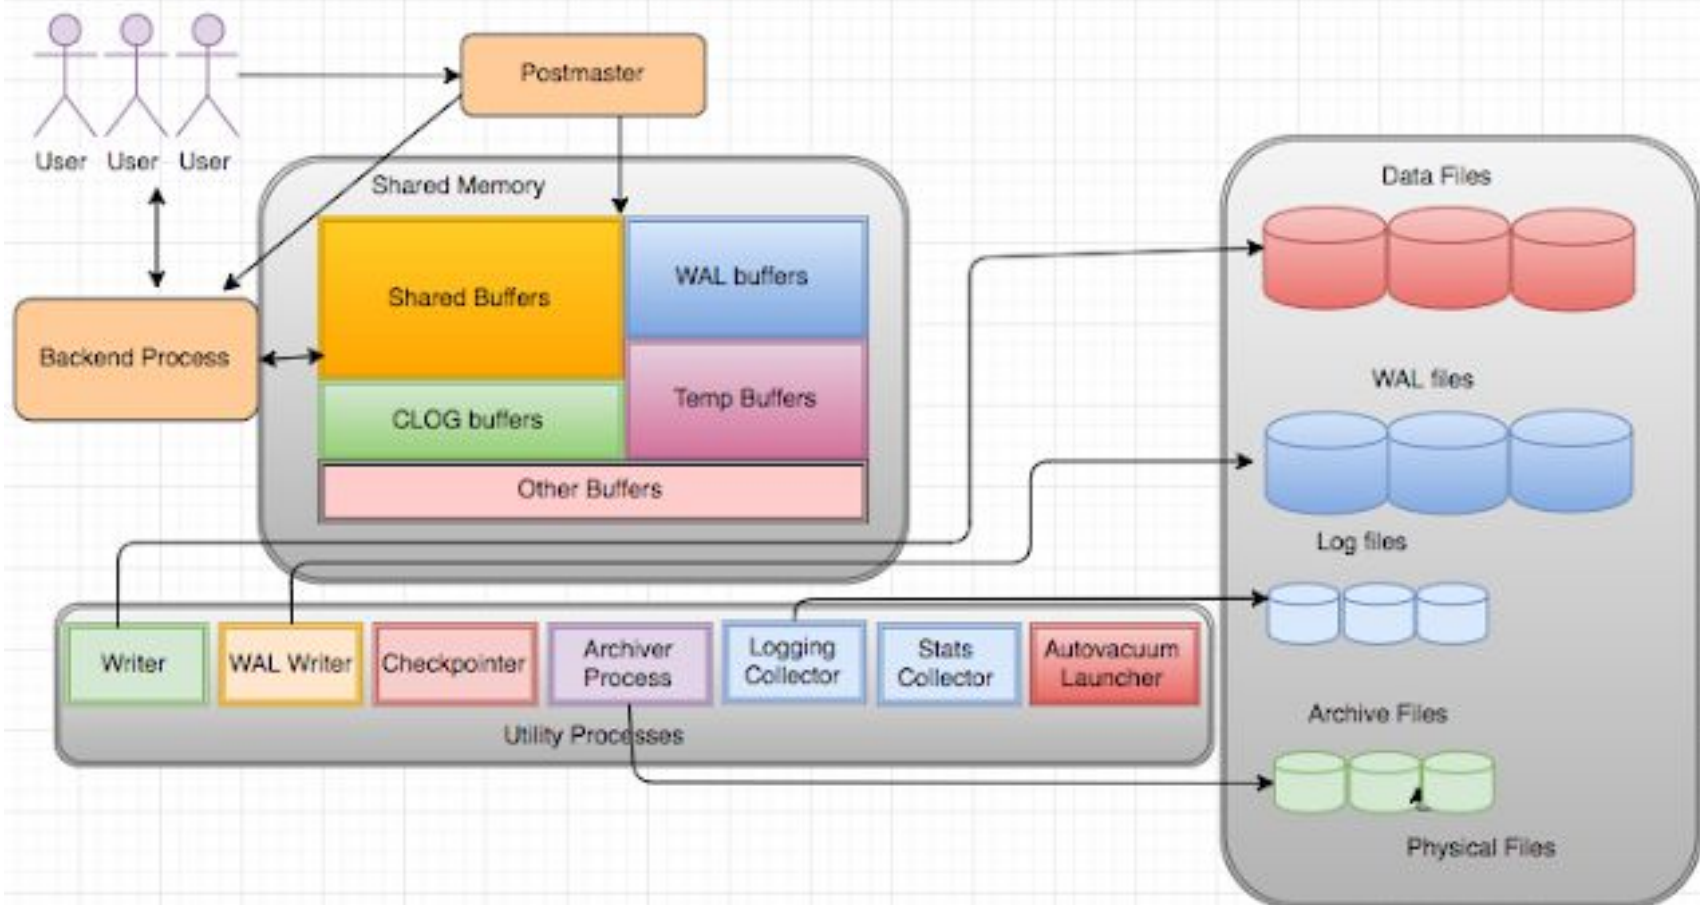 Postmaster
User User User
Shared Memory
Shared Buffers
WAL buffers
Backend Process
CLOG buffers
Temp Buffers
Other Buffers
Data Files
WAL files
Log files
Archive Files
Physical Files
Writer
WAL Writer
Checkpointer
Archiver
Process
Logging
Collector
Stats
Collector
Autovacuum
Launcher
Utility Processes